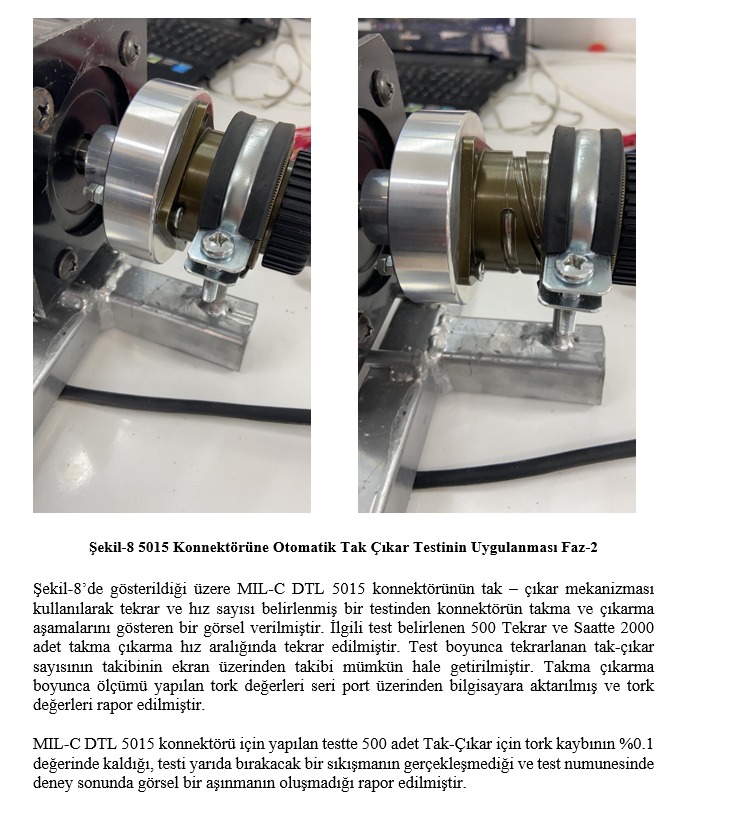 Şekil-8 5015 Konnektörüne Otomatik Tak Çıkar Testinin Uygulanması Faz-2
Şekil-8’de gösterildiği üzere MIL-C DTL 5015 konnektörünün tak – çıkar mekanizması
kullanılarak tekrar ve hız sayısı belirlenmiş bir testinden konnektörün takma ve çıkarma
aşamalarını gösteren bir görsel verilmiştir. İlgili test belirlenen 500 Tekrar ve Saatte 2000
adet takma çıkarma hız aralığında tekrar edilmiştir. Test boyunca tekrarlanan tak-çıkar
sayısının takibinin ekran üzerinden takibi mümkün hale getirilmiştir. Takma çıkarma
boyunca ölçümü yapılan tork değerleri seri port üzerinden bilgisayara aktarılmış ve tork
değerleri rapor edilmiştir.
MIL-C DTL 5015 konnektörü için yapılan testte 500 adet Tak-Çıkar için tork kaybının %0.1
değerinde kaldığı, testi yarıda bırakacak bir sıkışmanın gerçekleşmediği ve test numunesinde
deney sonunda görsel bir aşınmanın oluşmadığı rapor edilmiştir.